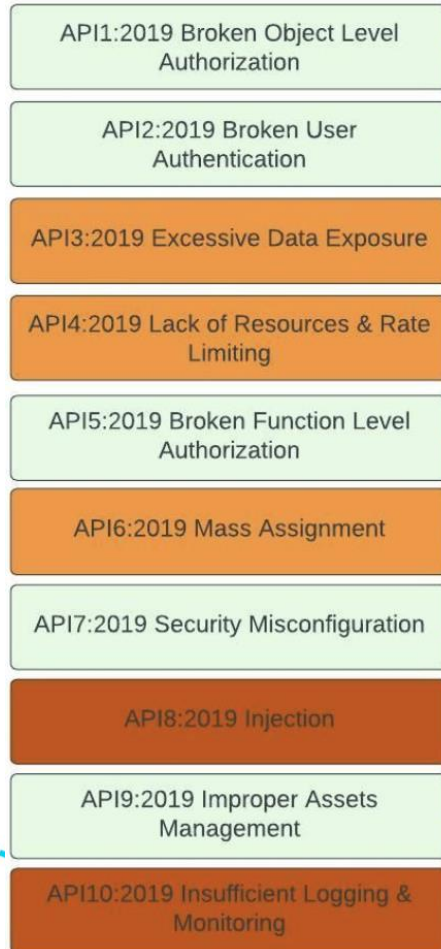 API1:2019 Broken Object Level
Authorization
API2:2019 Broken User
Authentication
API3:2019 Excessive Data Exposure
API4:2019 Lack of Resources & Rate
Limiting
API5:2019 Broken Function Level
Authorization
API6:2019 Mass Assignment
API7:2019 Security Misconfiguration
API8:2019 Injection
API9:2019 Improper Assets
Management
API10:2019 Insufficient Logging &
Monitoring